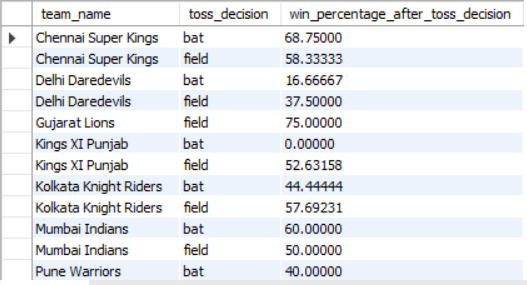 team_name toss_decision win_percentage_after_toss_decision
Chennai Super Kings bat 68.75000
Chennai Super Kings field 58.33333
Delhi Daredevils bat 16.66667
Delhi Daredevils field 37.50000
Gujarat Lions field 75.00000
Kings XI Punjab bat 0.00000
Kings XI Punjab field 52.63158
Kolkata Knight Riders bat 44.44444
Kolkata Knight Riders field 57.69231
Mumbai Indians bat 60.00000
Mumbai Indians field 50.00000
Pune Warriors bat 40.00000